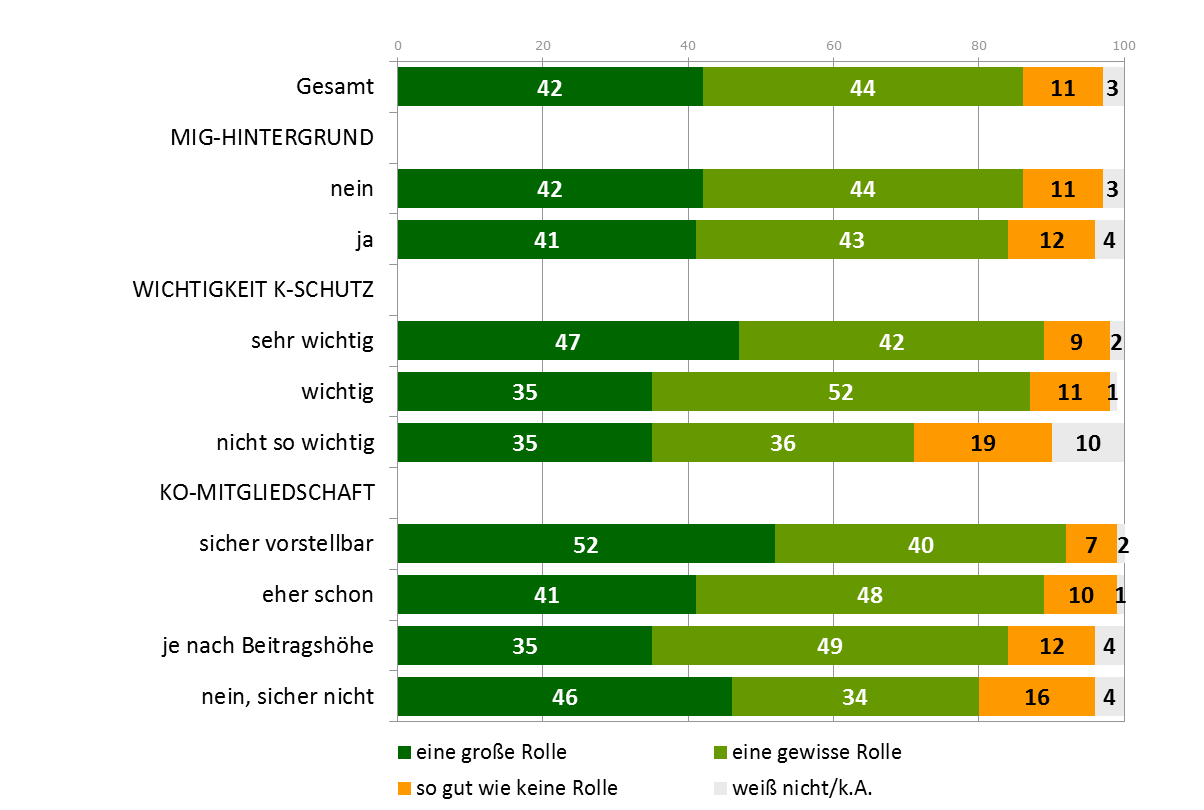 0 20 40 60 80 100
Gesamt 42 44 11 3
MIG-HINTERGRUND
nein 42 44 11 3
ja 41 43 12 4
WICHTIGKEIT K-SCHUTZ
sehr wichtig 47 42 9 2
wichtig 35 52 11 1
nicht so wichtig 35 36 19 10
KO-MITGLIEDSCHAFT
sicher vorstellbar 52 40 7 2
eher schon 41 48 10 1
je nach Beitragshöhe 35 49 12 4
nein, sicher nicht 46 34 16 4
eine große Rolle eine gewisse Rolle
so gut wie keine Rolle weiß nicht/k.A.